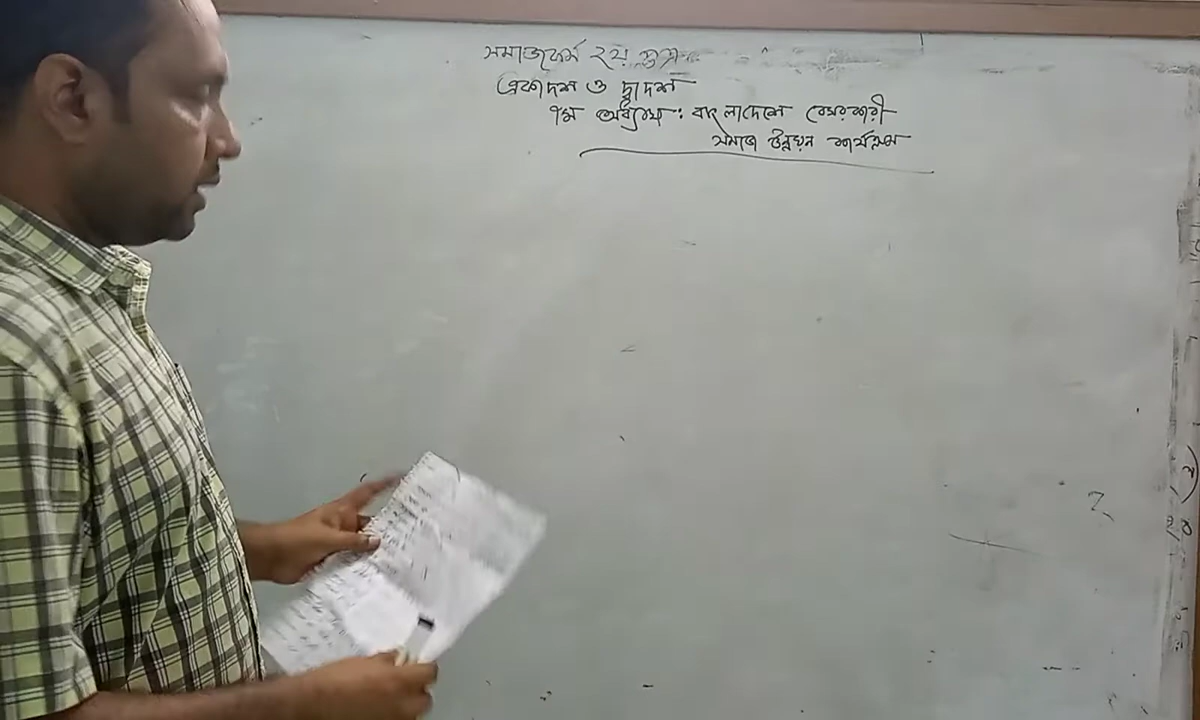 সমাজকর্ম ২য় পত্র
একাদশ ও দ্বাদশ
৭ম অধ্যায় : বাংলাদেশে বেসরকারী
সমাজ উন্নয়ন কার্যক্রম